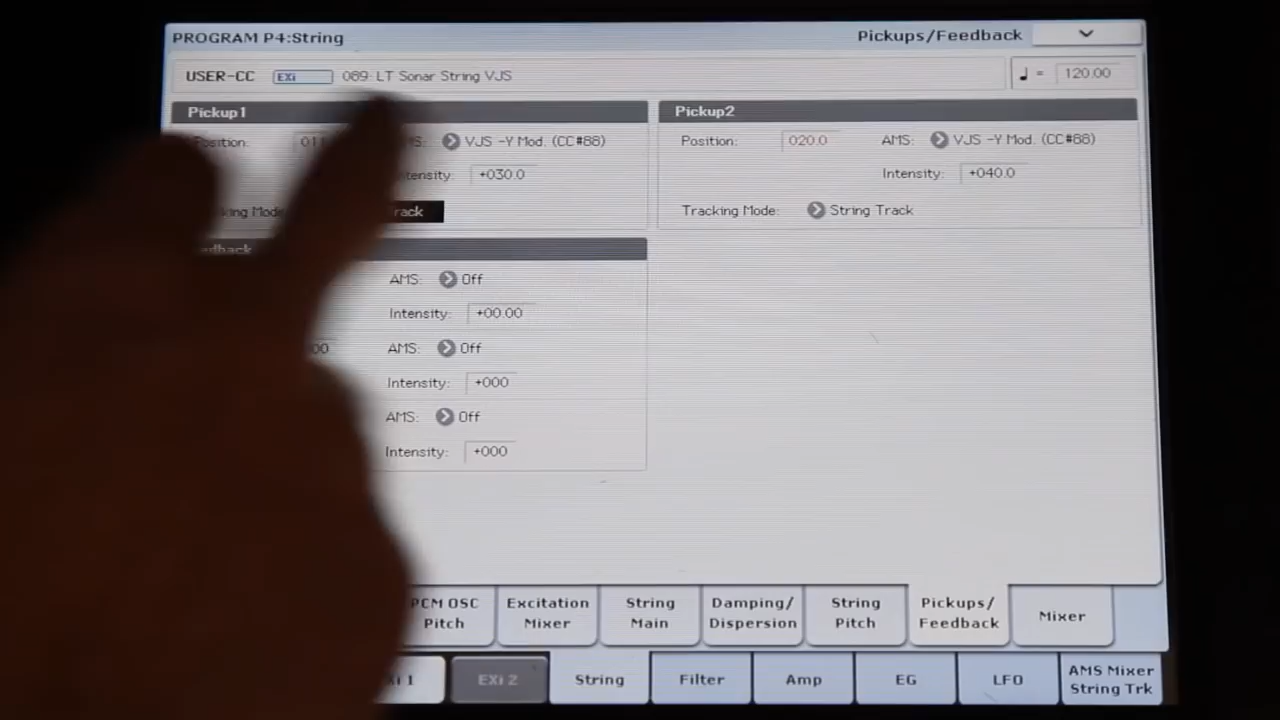 PROGRAM P4:String
Pickups/Feedback
USER-CC EXi 089: LT Sonar String VJS
♩ = 120.00
Pickup1
Position:
AMS: VJS -Y Mod. (CC#88)
Intensity: +030.0
Track
Pickup2
Position: 020.0
AMS: VJS -Y Mod. (CC#88)
Intensity: +040.0
Tracking Mode: String Track
AMS: Off
Intensity: +00.00
AMS: Off
Intensity: +000
AMS: Off
Intensity: +000
PCM OSC
Pitch
Excitation
Mixer
String
Main
Damping/
Dispersion
String
Pitch
Pickups/
Feedback
Mixer
EXi 2
String
Filter
Amp
EG
LFO
AMS Mixer
String Trk